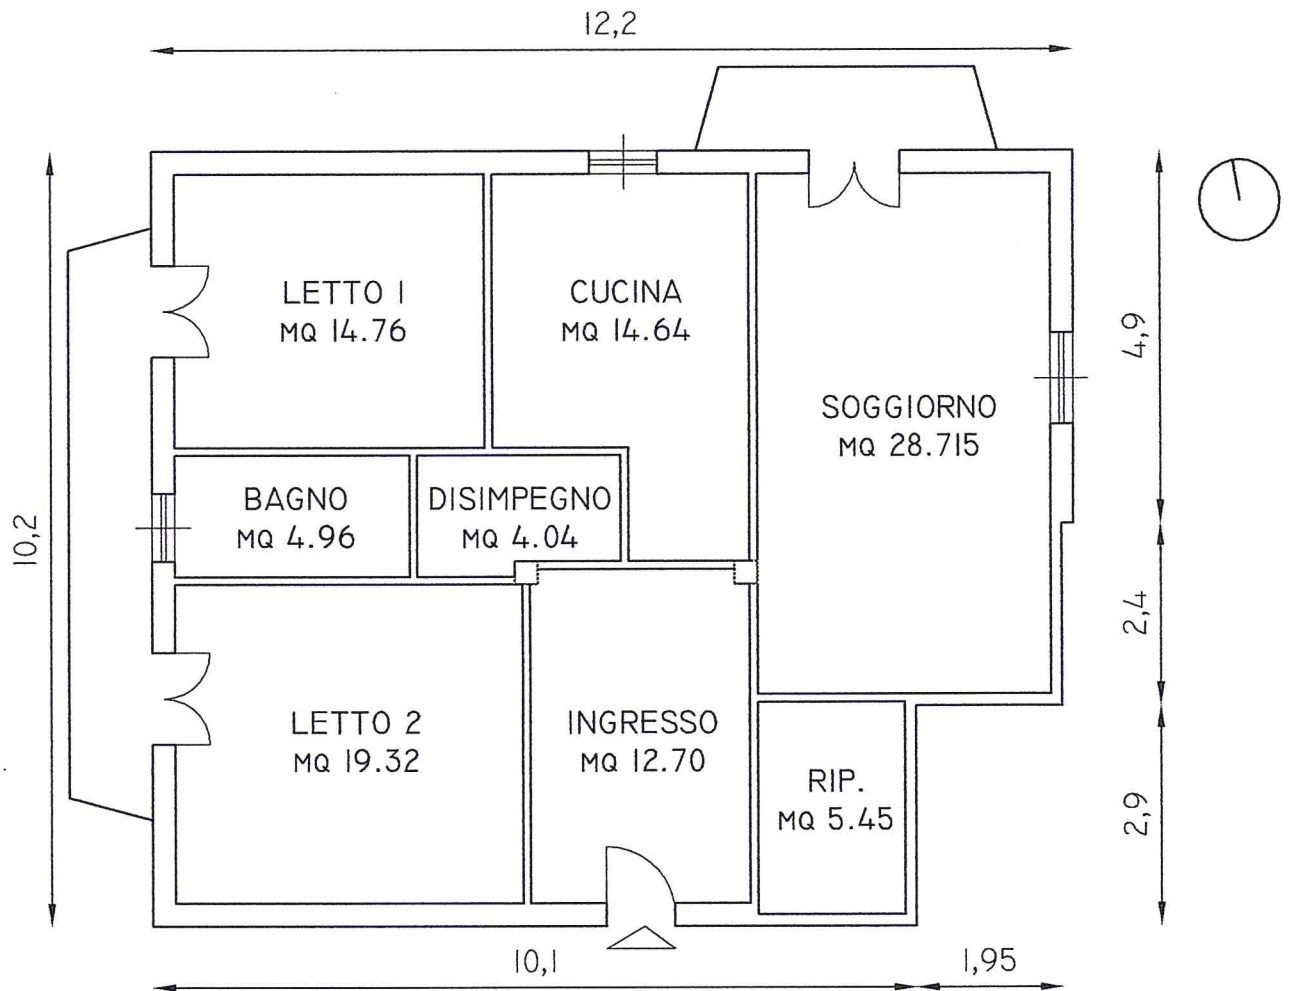 12,2
LETTO 1
MQ 14.76
CUCINA
MQ 14.64
4,9
SOGGIORNO
MQ 28.715
BAGNO
MQ 4.96
DISIMPEGNO
MQ 4.04
10,2
2,4
LETTO 2
MQ 19.32
INGRESSO
MQ 12.70
RIP.
MQ 5.45
2,9
10,1
1,95